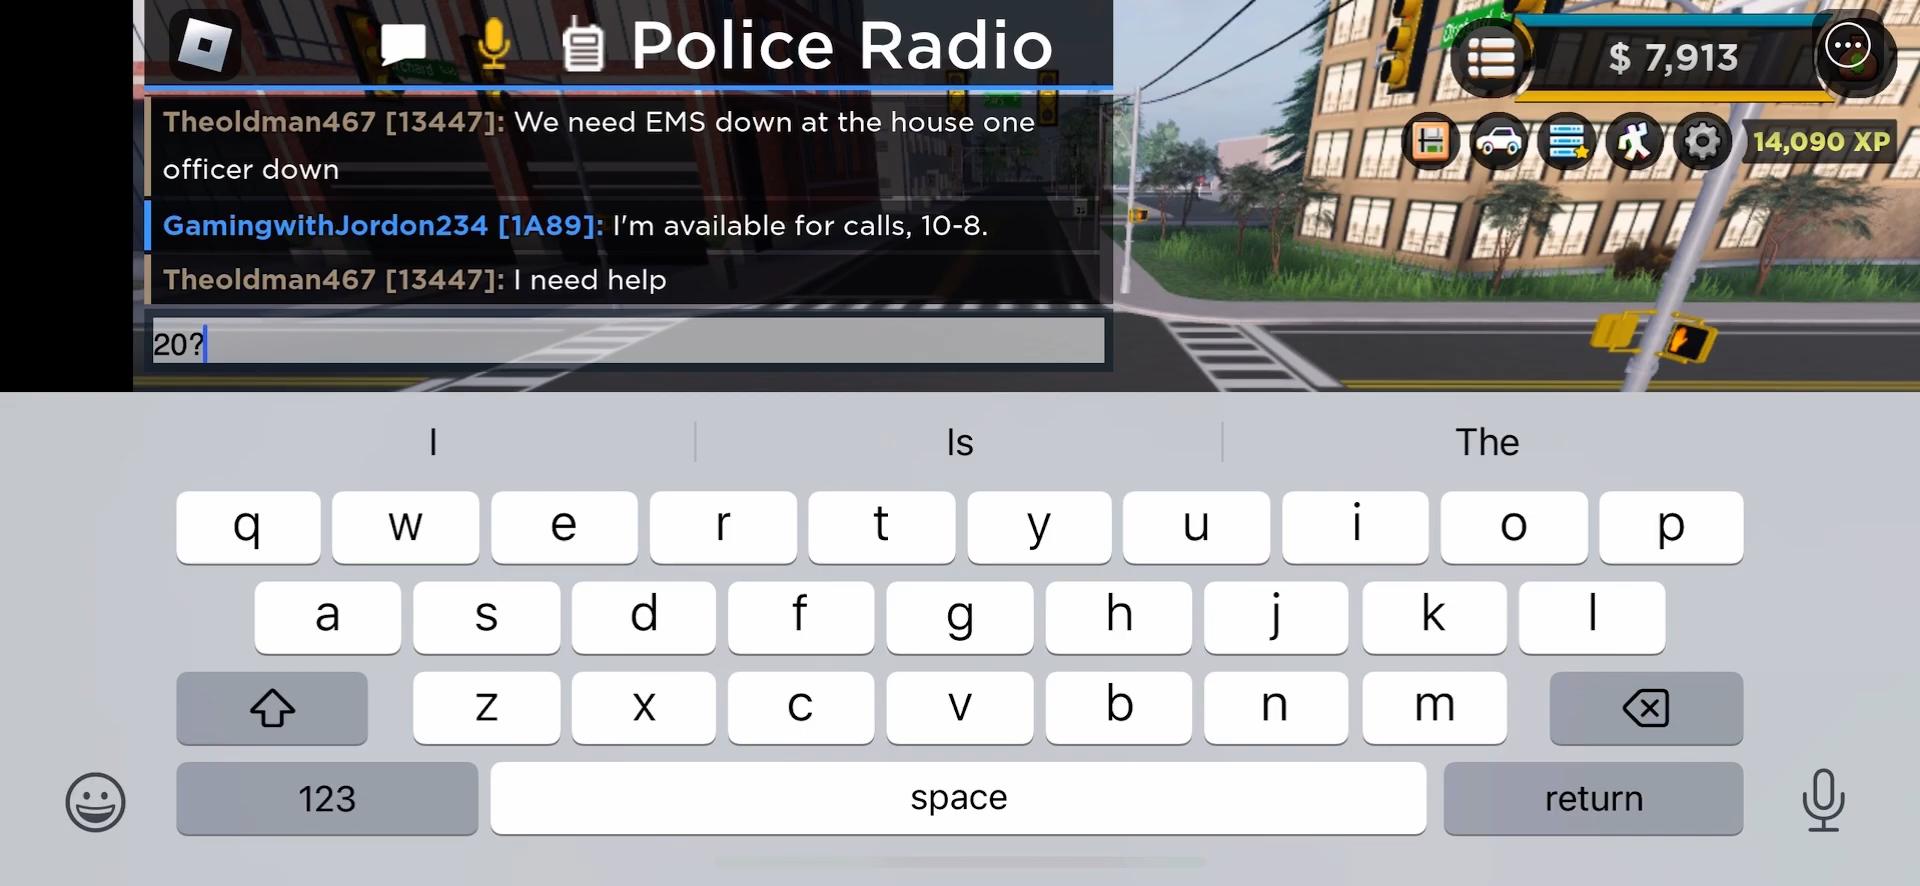 Police Radio
$ 7,913
14,090 XP
Theoldman467 [13447]: We need EMS down at the house one
officer down
GamingwithJordon234 [1A89]: I'm available for calls, 10-8.
Theoldman467 [13447]: I need help
20?
I Is The
q w e r t y u i o p
a s d f g h j k l
z x c v b n m
123 space return